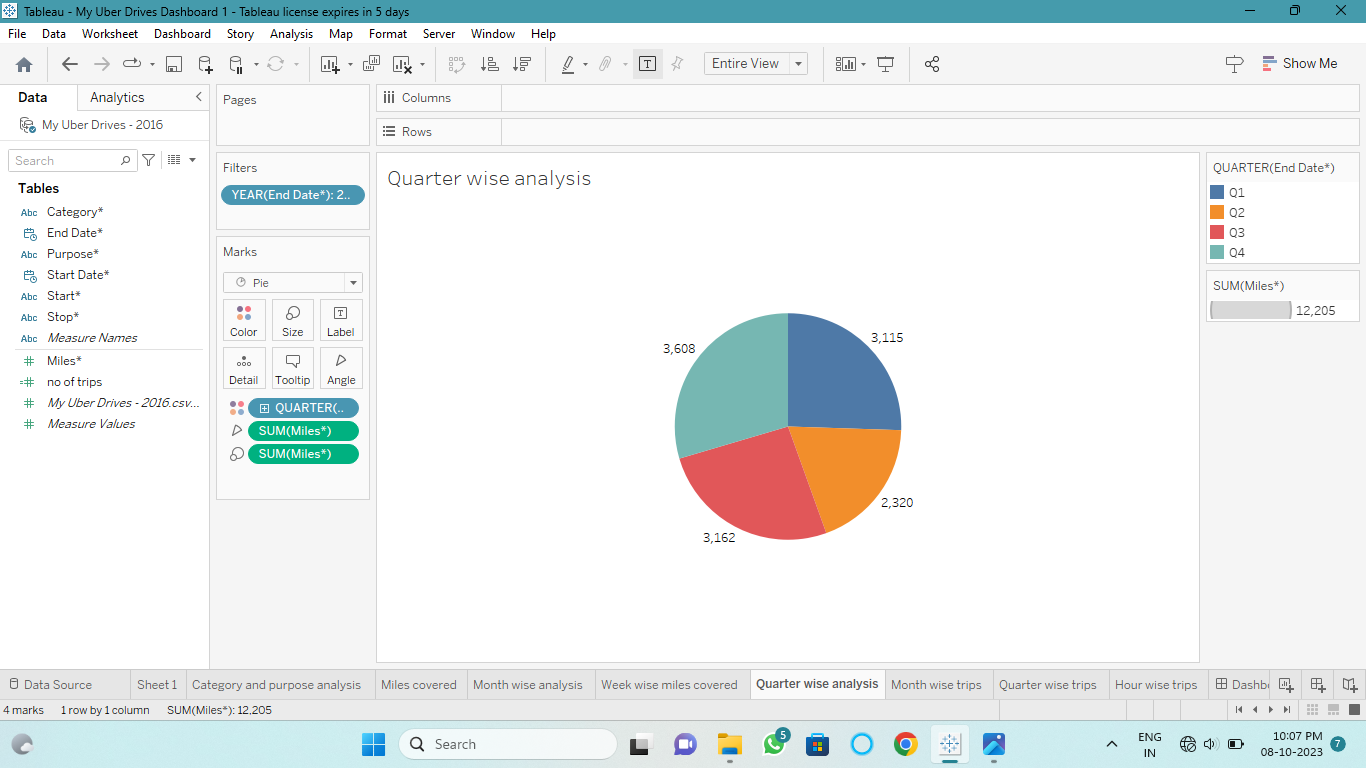 Tableau - My Uber Drives Dashboard 1 - Tableau license expires in 5 days
File Data Worksheet Dashboard Story Analysis Map Format Server Window Help
Entire View
Show Me
Data Analytics
My Uber Drives - 2016
Search
Tables
Abc Category*
End Date*
Abc Purpose*
Start Date*
Abc Start*
Abc Stop*
Abc Measure Names
# Miles*
=# no of trips
# My Uber Drives - 2016.csv...
# Measure Values
Pages
Filters
YEAR(End Date*): 2..
Marks
Pie
Color Size Label
Detail Tooltip Angle
QUARTER(..
SUM(Miles*)
SUM(Miles*)
Columns
Rows
Quarter wise analysis
3,115
3,608
2,320
3,162
QUARTER(End Date*)
Q1
Q2
Q3
Q4
SUM(Miles*)
12,205
Data Source Sheet 1 Category and purpose analysis Miles covered Month wise analysis Week wise miles covered Quarter wise analysis Month wise trips Quarter wise trips Hour wise trips Dashb
4 marks 1 row by 1 column SUM(Miles*): 12,205
Search
5
ENG
IN
10:07 PM
08-10-2023
7